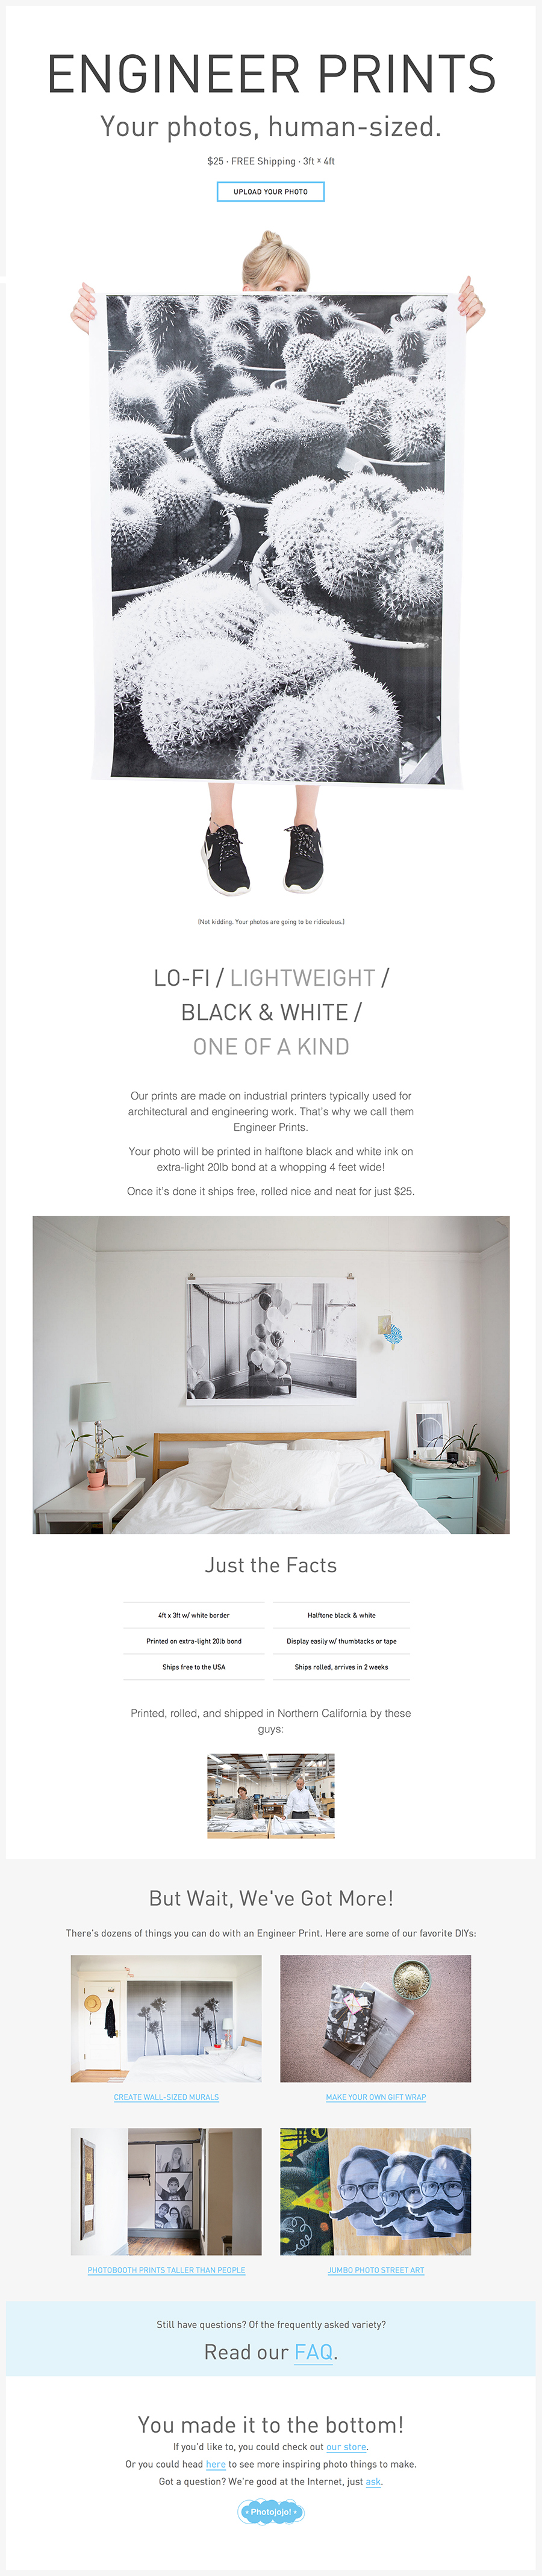 ENGINEER PRINTS
Your photos, human-sized.
$25 · FREE Shipping · 3ft x 4ft
UPLOAD YOUR PHOTO
(Not kidding. Your photos are going to be ridiculous.)
LO-FI / LIGHTWEIGHT /
BLACK & WHITE /
ONE OF A KIND
Our prints are made on industrial printers typically used for
architectural and engineering work. That's why we call them
Engineer Prints.
Your photo will be printed in halftone black and white ink on
extra-light 20lb bond at a whopping 4 feet wide!
Once it's done it ships free, rolled nice and neat for just $25.
Just the Facts
4ft x 3ft w/ white border
Halftone black & white
Printed on extra-light 20lb bond
Display easily w/ thumbtacks or tape
Ships free to the USA
Ships rolled, arrives in 2 weeks
Printed, rolled, and shipped in Northern California by these
guys:
But Wait, We've Got More!
There's dozens of things you can do with an Engineer Print. Here are some of our favorite DIYs:
CREATE WALL-SIZED MURALS
MAKE YOUR OWN GIFT WRAP
PHOTOBOOTH PRINTS TALLER THAN PEOPLE
JUMBO PHOTO STREET ART
Still have questions? Of the frequently asked variety?
Read our FAQ.
You made it to the bottom!
If you'd like to, you could check out our store.
Or you could head here to see more inspiring photo things to make.
Got a question? We're good at the Internet, just ask.
Photojojo!